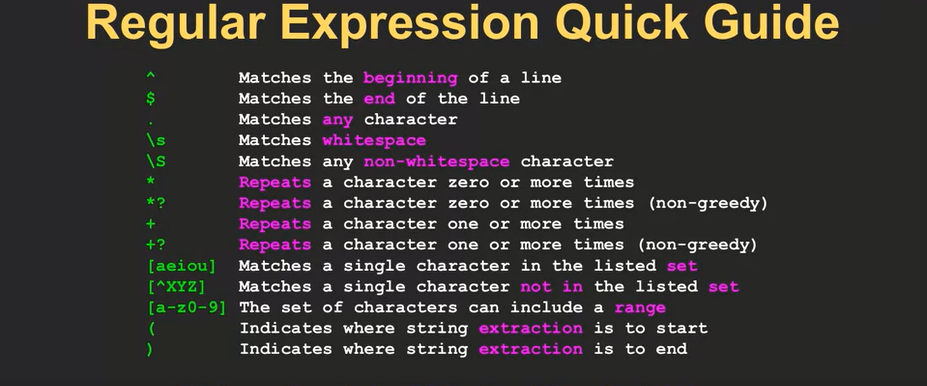 Regular Expression Quick Guide
^ Matches the beginning of a line
$ Matches the end of the line
. Matches any character
\s Matches whitespace
\S Matches any non-whitespace character
* Repeats a character zero or more times
*? Repeats a character zero or more times (non-greedy)
+ Repeats a character one or more times
+? Repeats a character one or more times (non-greedy)
[aeiou] Matches a single character in the listed set
[^XYZ] Matches a single character not in the listed set
[a-z0-9] The set of characters can include a range
( Indicates where string extraction is to start
) Indicates where string extraction is to end